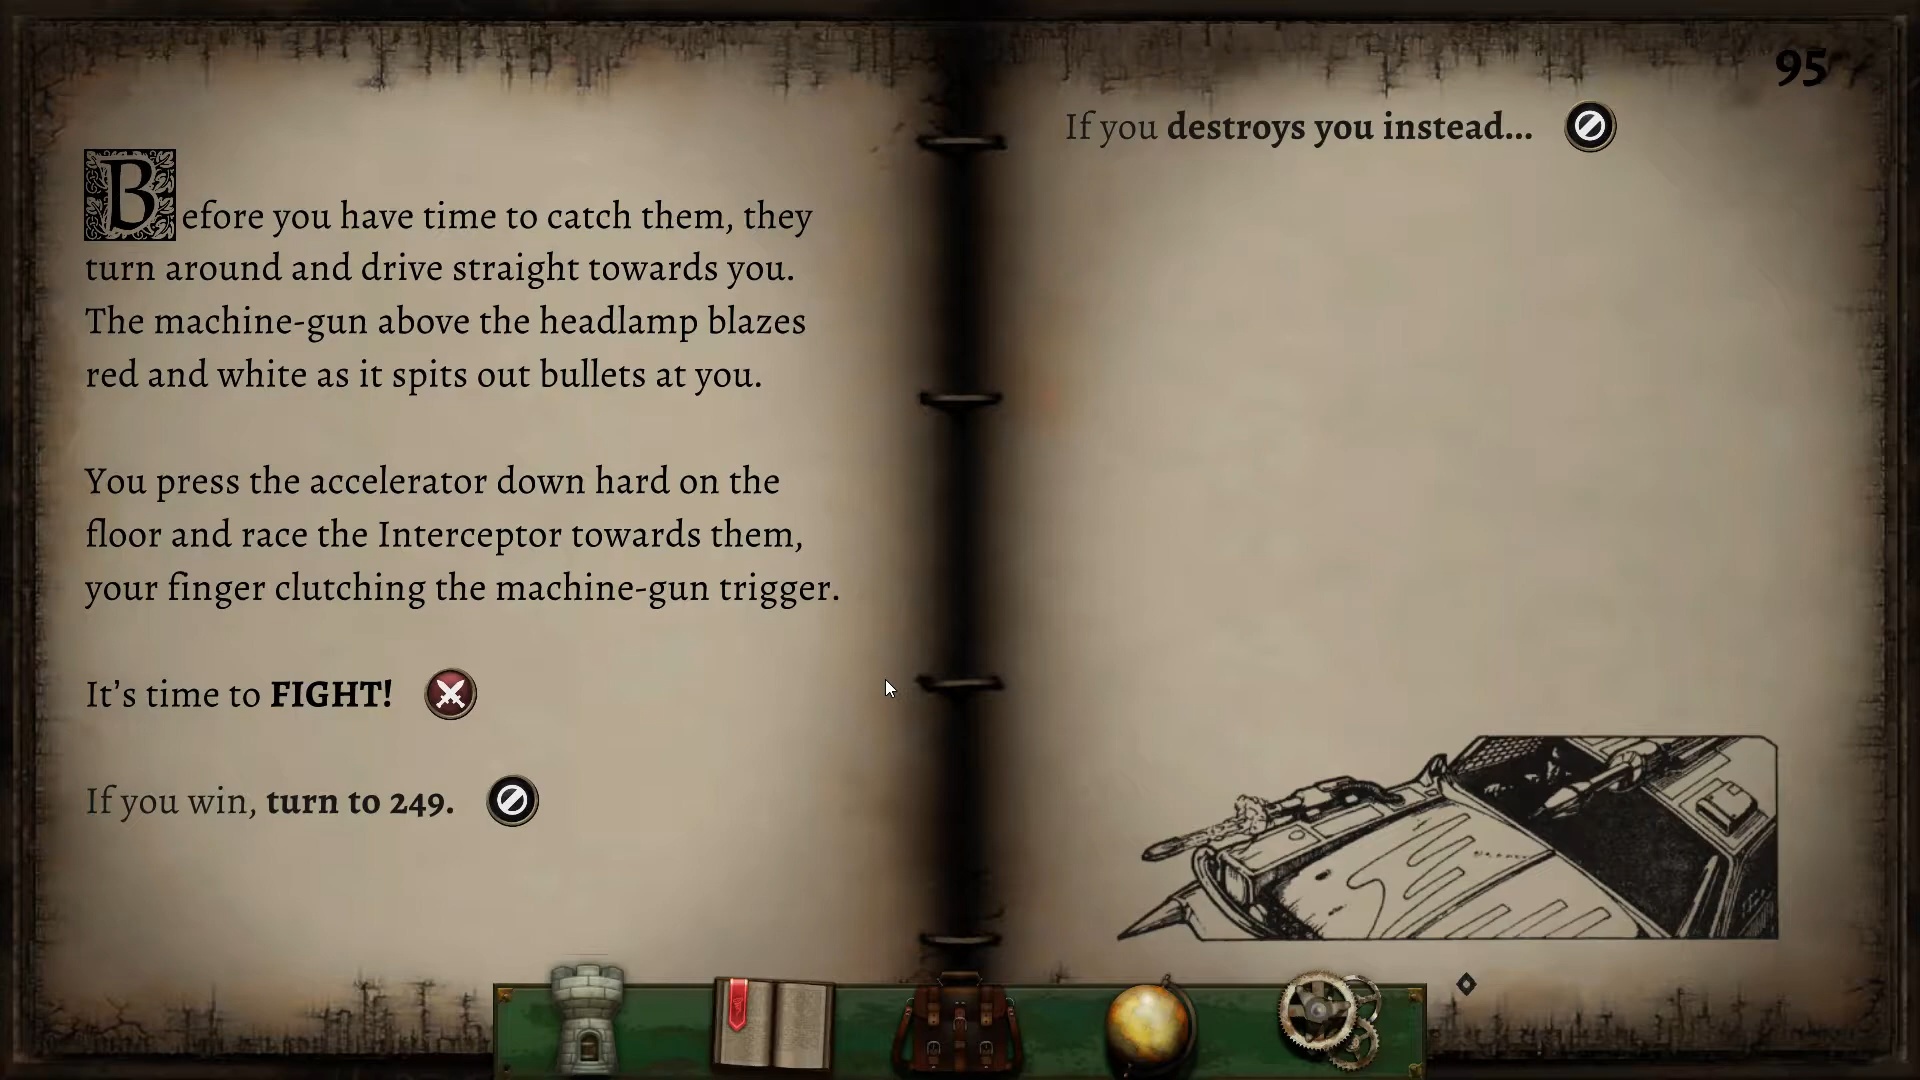 Before you have time to catch them, they
turn around and drive straight towards you.
The machine-gun above the headlamp blazes
red and white as it spits out bullets at you.
You press the accelerator down hard on the
floor and race the Interceptor towards them,
your finger clutching the machine-gun trigger.
It's time to FIGHT!
If you win, turn to 249.
95
If you destroys you instead...